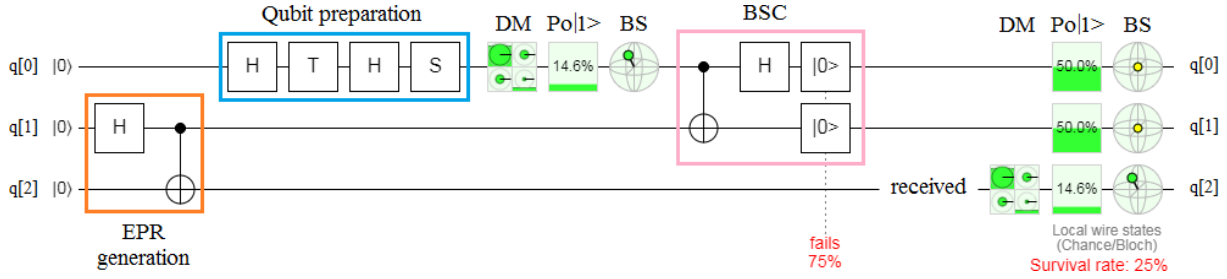 Qubit preparation DM Po|1> BS BSC DM Po|1> BS
q[0] |0⟩ H T H S 14.6% H |0> 50.0% q[0]
q[1] |0⟩ H |0> 50.0% q[1]
q[2] |0⟩ received 14.6% q[2]
EPR
generation
fails
75%
Local wire states
(Chance/Bloch)
Survival rate: 25%